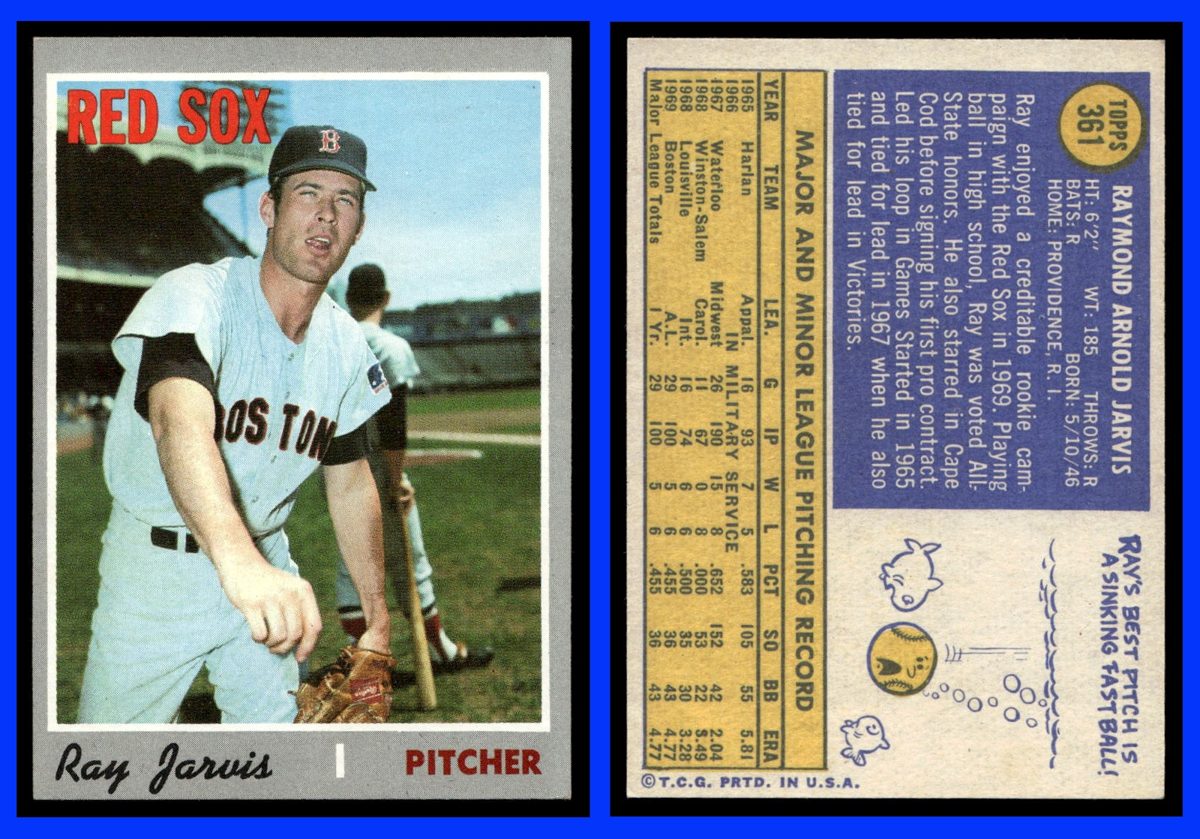 RED SOX
B
BOSTON
Ray Jarvis
PITCHER
TOPPS
361
RAYMOND ARNOLD JARVIS
HT: 6'2" WT: 185 THROWS: R
BATS: R BORN: 5/10/46
HOME: PROVIDENCE, R. I.
Ray enjoyed a creditable rookie cam-
paign with the Red Sox in 1969. Playing
ball in high school, Ray was voted All-
State honors. He also starred in Cape
Cod before signing his first pro contract.
Led his loop in Games Started in 1965
and tied for lead in 1967 when he also
tied for lead in Victories.
RAY'S BEST PITCH IS
A SINKING FAST BALL!
MAJOR AND MINOR LEAGUE PITCHING RECORD
YEAR TEAM LEA. G IP W L PCT SO BB ERA
1965 Harlan Appal. 16 93 7 5 .583 105 55 5.81
1966 IN MILITARY SERVICE
1967 Waterloo Midwest 26 190 15 8 .652 152 42 2.04
1968 Winston-Salem Carol. 11 67 0 8 .000 53 22 5.49
1968 Louisville Int. 16 74 6 6 .500 35 30 3.28
1969 Boston A.L. 29 100 5 6 .455 36 43 4.77
Major League Totals 1 Yr. 29 100 5 6 .455 36 43 4.77
© T.C.G. PRTD. IN U.S.A.